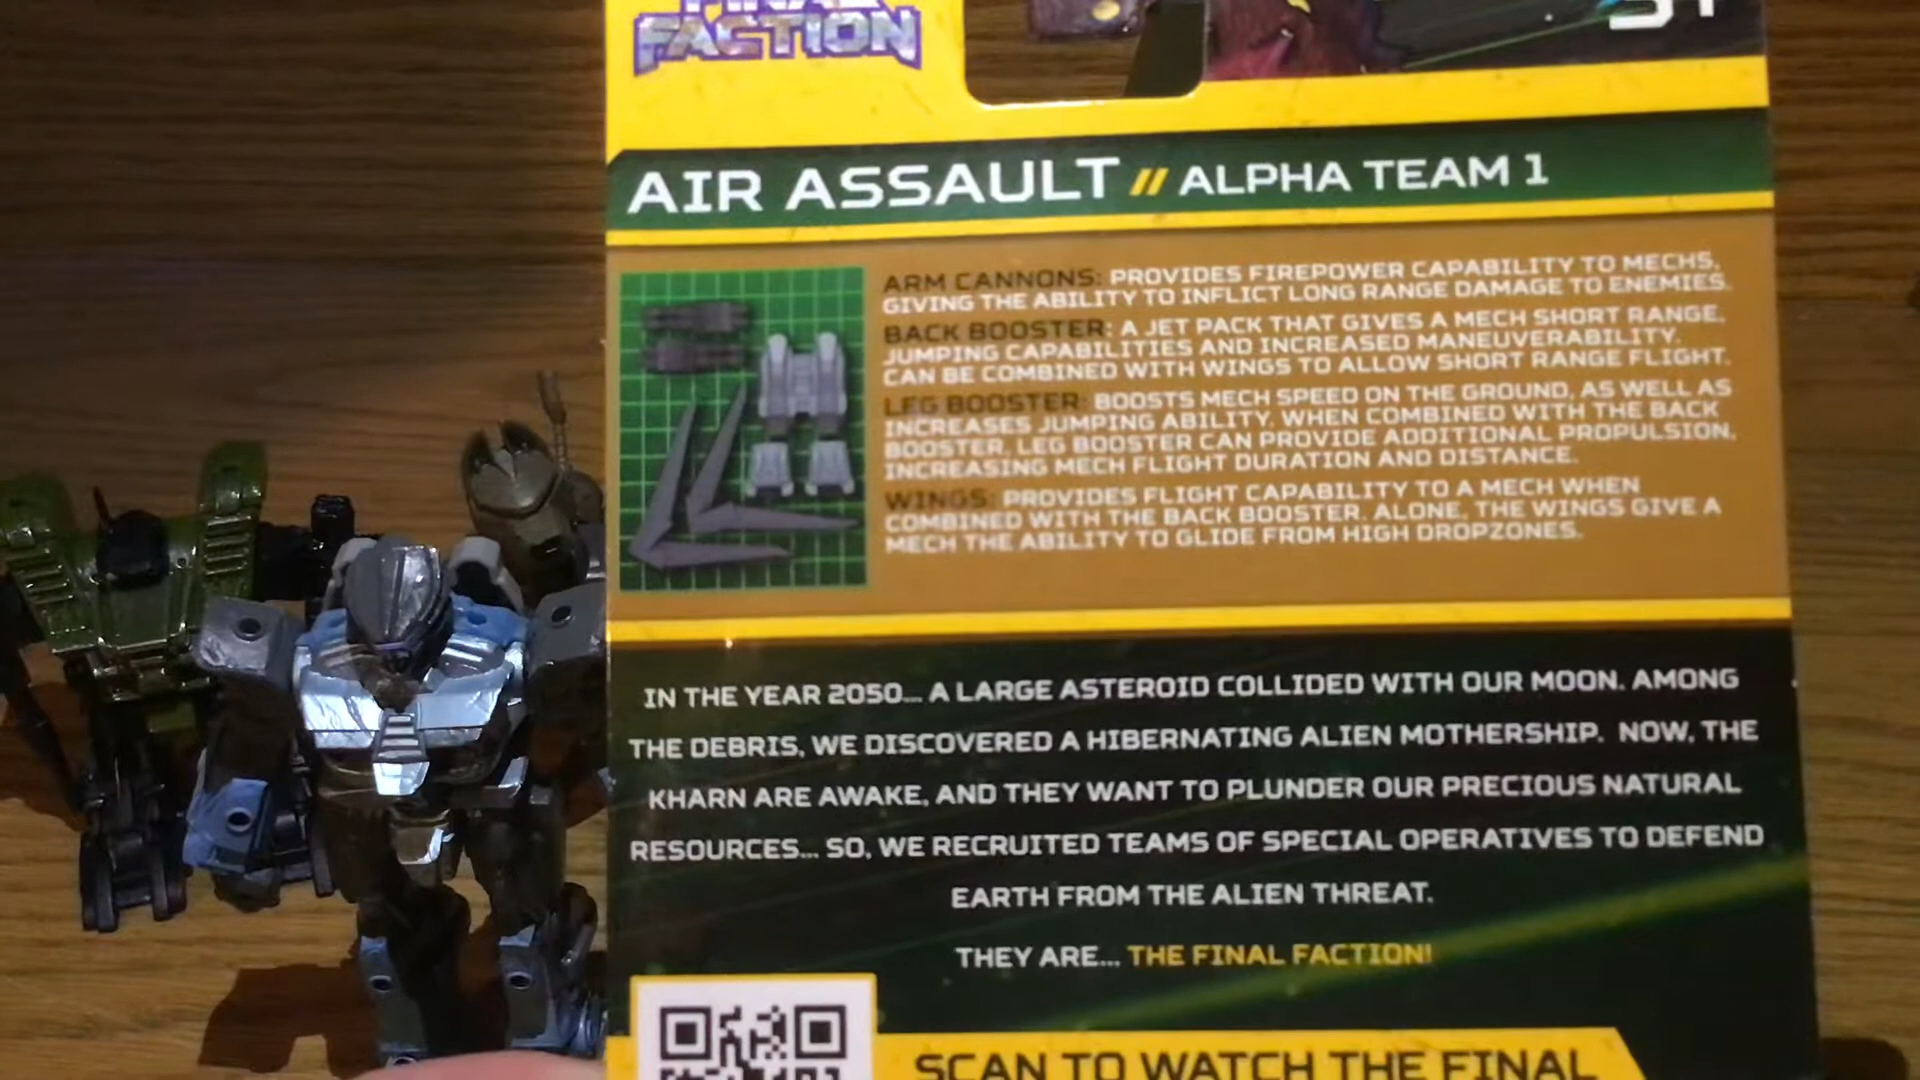 FINAL
FACTION
5+
AIR ASSAULT // ALPHA TEAM 1
ARM CANNONS: PROVIDES FIREPOWER CAPABILITY TO MECHS,
GIVING THE ABILITY TO INFLICT LONG RANGE DAMAGE TO ENEMIES.
BACK BOOSTER: A JET PACK THAT GIVES A MECH SHORT RANGE,
JUMPING CAPABILITIES AND INCREASED MANEUVERABILITY.
CAN BE COMBINED WITH WINGS TO ALLOW SHORT RANGE FLIGHT.
LEG BOOSTER: BOOSTS MECH SPEED ON THE GROUND, AS WELL AS
INCREASES JUMPING ABILITY. WHEN COMBINED WITH THE BACK
BOOSTER, LEG BOOSTER CAN PROVIDE ADDITIONAL PROPULSION,
INCREASING MECH FLIGHT DURATION AND DISTANCE.
WINGS: PROVIDES FLIGHT CAPABILITY TO A MECH WHEN
COMBINED WITH THE BACK BOOSTER. ALONE, THE WINGS GIVE A
MECH THE ABILITY TO GLIDE FROM HIGH DROPZONES.
IN THE YEAR 2050... A LARGE ASTEROID COLLIDED WITH OUR MOON. AMONG
THE DEBRIS, WE DISCOVERED A HIBERNATING ALIEN MOTHERSHIP. NOW, THE
KHARN ARE AWAKE, AND THEY WANT TO PLUNDER OUR PRECIOUS NATURAL
RESOURCES... SO, WE RECRUITED TEAMS OF SPECIAL OPERATIVES TO DEFEND
EARTH FROM THE ALIEN THREAT.
THEY ARE... THE FINAL FACTION!
SCAN TO WATCH THE FINAL